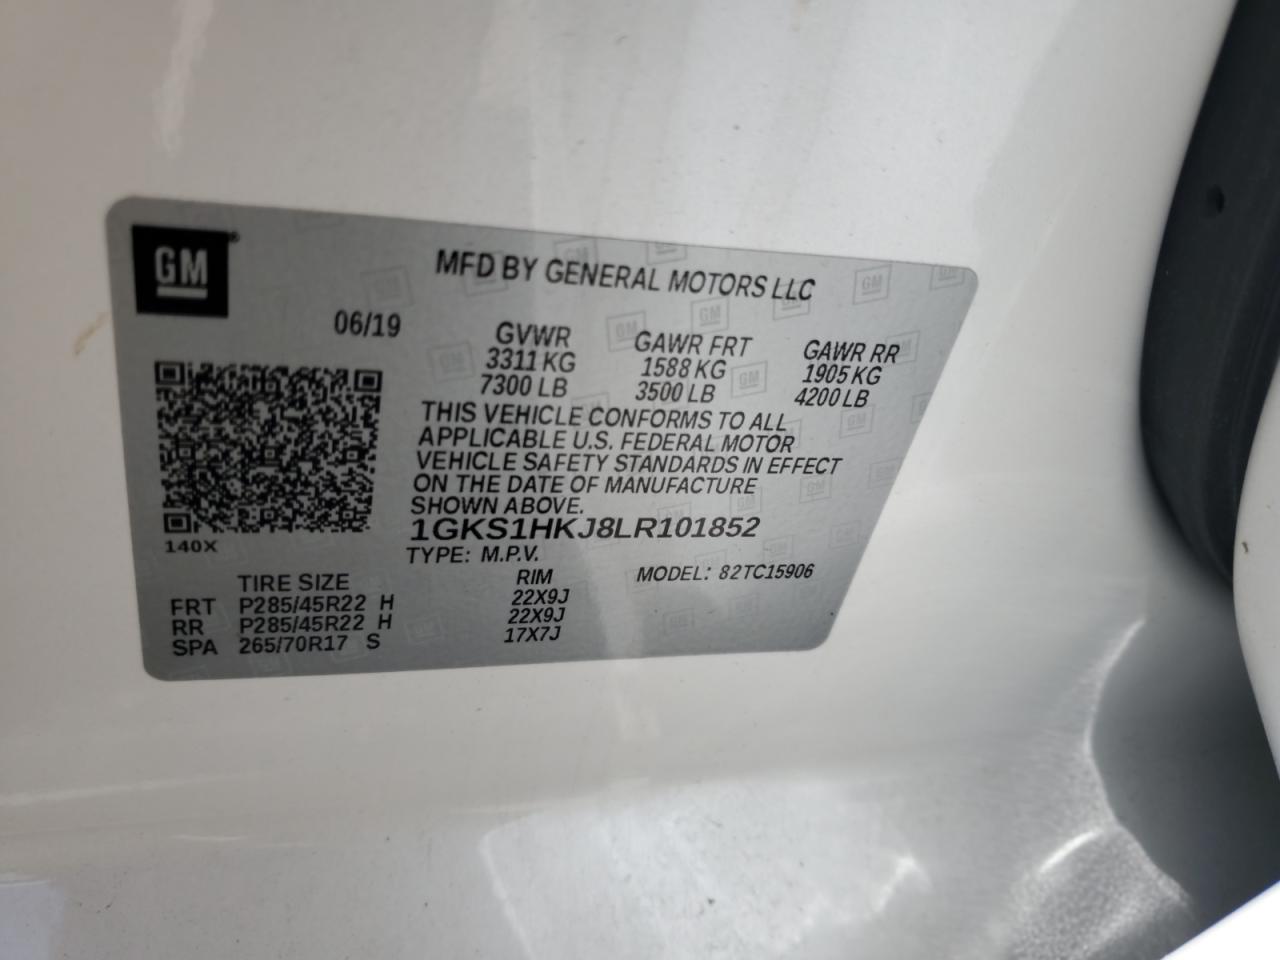 GM
MFD BY GENERAL MOTORS LLC
06/19
GVWR GAWR FRT GAWR RR
3311 KG 1588 KG 1905 KG
7300 LB 3500 LB 4200 LB
THIS VEHICLE CONFORMS TO ALL
APPLICABLE U.S. FEDERAL MOTOR
VEHICLE SAFETY STANDARDS IN EFFECT
ON THE DATE OF MANUFACTURE
SHOWN ABOVE.
1GKS1HKJ8LR101852
140X
TYPE: M.P.V. MODEL: 82TC15906
TIRE SIZE RIM
FRT P285/45R22 H 22X9J
RR P285/45R22 H 22X9J
SPA 265/70R17 S 17X7J